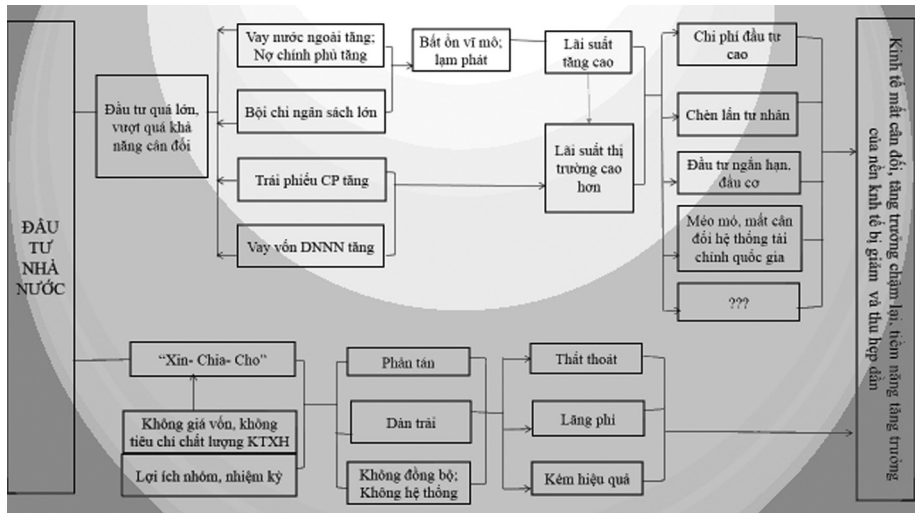 ĐẦU
TƯ
NHÀ
NƯỚC
Đầu tư quá lớn,
vượt quá khả
năng cân đối
Vay nước ngoài tăng;
Nợ chính phủ tăng
Bội chi ngân sách lớn
Trái phiếu CP tăng
Vay vốn DNNN tăng
Bất ổn vĩ mô;
lạm phát
Lãi suất
tăng cao
Lãi suất thị
trường cao
hơn
Chi phí đầu tư
cao
Chèn lấn tư nhân
Đầu tư ngắn hạn,
đầu cơ
Méo mó, mất cân
đối hệ thống tài
chính quốc gia
???
“Xin- Chia- Cho”
Không giá vốn, không
tiêu chí chất lượng KTXH
Lợi ích nhóm, nhiệm kỳ
Phân tán
Dàn trải
Không đồng bộ;
Không hệ thống
Thất thoát
Lãng phí
Kém hiệu quả
Kinh tế mất cân đối, tăng trưởng chậm lại, tiềm năng tăng trưởng
của nền knh tế bị giảm và thu hẹp dần